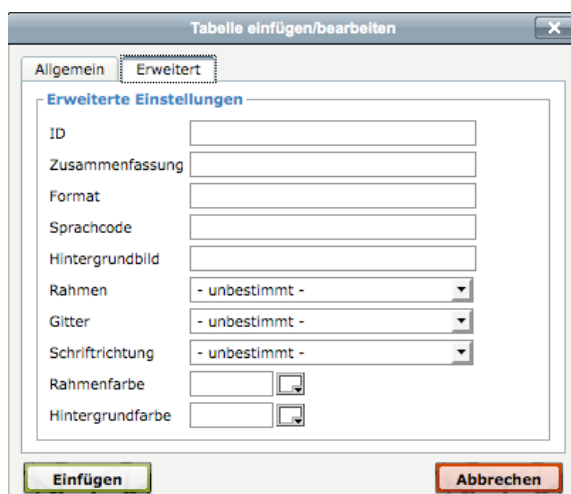 Tabelle einfügen/bearbeiten
Allgemein Erweitert
Erweiterte Einstellungen
ID
Zusammenfassung
Format
Sprachcode
Hintergrundbild
Rahmen - unbestimmt -
Gitter - unbestimmt -
Schriftrichtung - unbestimmt -
Rahmenfarbe
Hintergrundfarbe
Einfügen Abbrechen